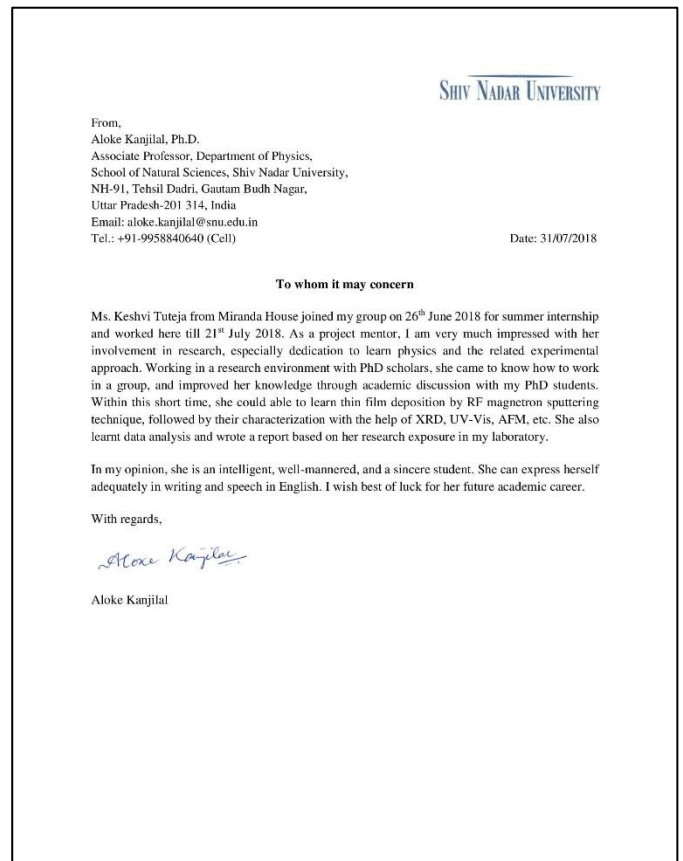 SHIV NADAR UNIVERSITY
From,
Aloke Kanjilal, Ph.D.
Associate Professor, Department of Physics,
School of Natural Sciences, Shiv Nadar University,
NH-91, Tehsil Dadri, Gautam Budh Nagar,
Uttar Pradesh-201 314, India
Email: aloke.kanjilal@snu.edu.in
Tel.: +91-9958840640 (Cell) Date: 31/07/2018
To whom it may concern
Ms. Keshvi Tuteja from Miranda House joined my group on 26th June 2018 for summer internship
and worked here till 21st July 2018. As a project mentor, I am very much impressed with her
involvement in research, especially dedication to learn physics and the related experimental
approach. Working in a research environment with PhD scholars, she came to know how to work
in a group, and improved her knowledge through academic discussion with my PhD students.
Within this short time, she could able to learn thin film deposition by RF magnetron sputtering
technique, followed by their characterization with the help of XRD, UV-Vis, AFM, etc. She also
learnt data analysis and wrote a report based on her research exposure in my laboratory.
In my opinion, she is an intelligent, well-mannered, and a sincere student. She can express herself
adequately in writing and speech in English. I wish best of luck for her future academic career.
With regards,
Aloke Kanjilal
Aloke Kanjilal